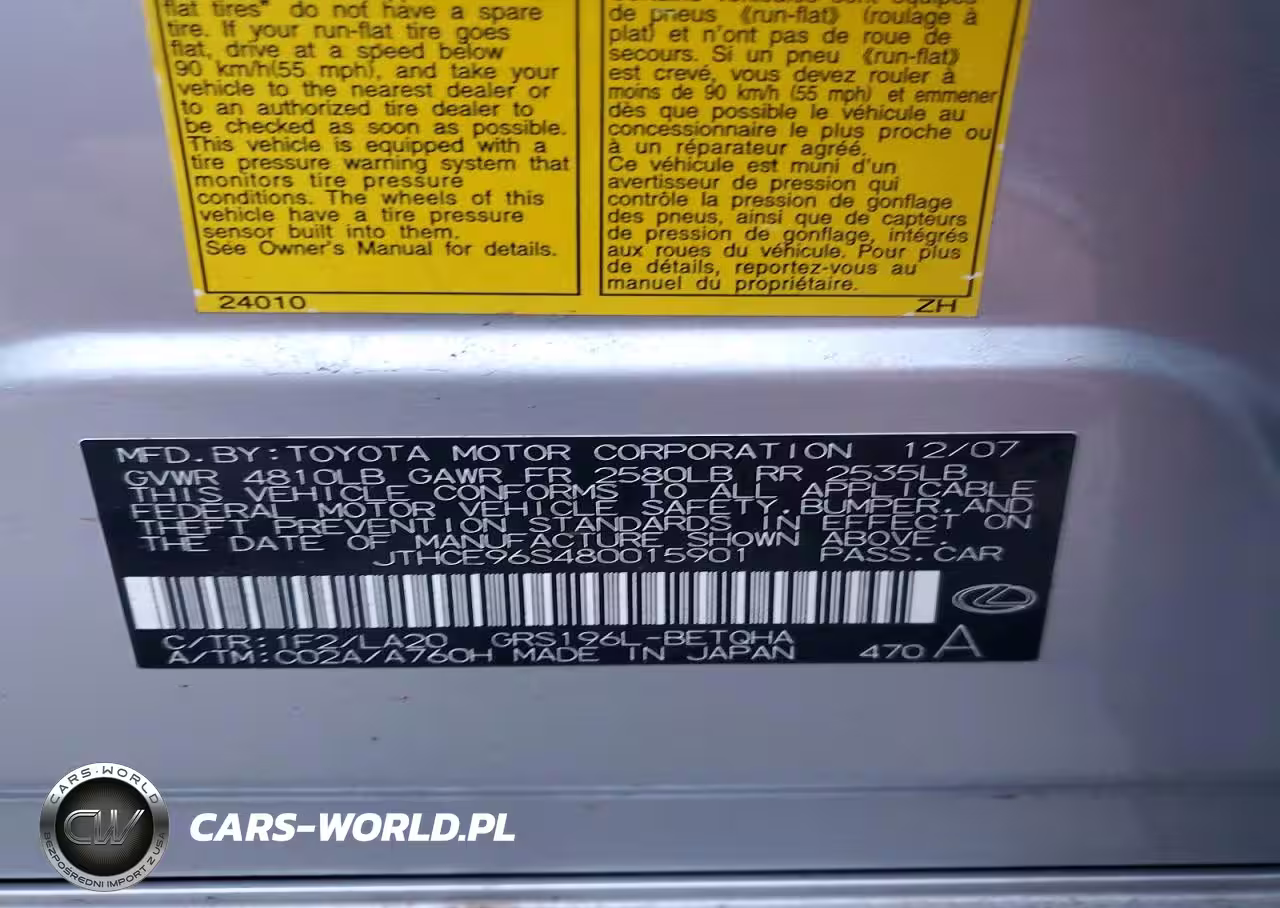 flat tires" do not have a spare
tire. If your run-flat tire goes
flat, drive at a speed below
90 km/h(55 mph), and take your
vehicle to the nearest dealer or
to an authorized tire dealer to
be checked as soon as possible.
This vehicle is equipped with a
tire pressure warning system that
monitors tire pressure
conditions. The wheels of this
vehicle have a tire pressure
sensor built into them.
See Owner's Manual for details.
de pneus 《run-flat》 (roulage à
plat) et n'ont pas de roue de
secours. Si un pneu 《run-flat》
est crevé, vous devez rouler à
moins de 90 km/h (55 mph) et emmener
dès que possible le véhicule au
concessionnaire le plus proche ou
à un réparateur agréé.
Ce véhicule est muni d'un
avertisseur de pression qui
contrôle la pression de gonflage
des pneus, ainsi que de capteurs
de pression de gonflage, intégrés
aux roues du véhicule. Pour plus
de détails, reportez-vous au
manuel du propriétaire.
24010 ZH
MFD. BY: TOYOTA MOTOR CORPORATION 12/07
GVWR 4810LB GAWR FR 2580LB RR 2535LB
THIS VEHICLE CONFORMS TO ALL APPLICABLE
FEDERAL MOTOR VEHICLE SAFETY, BUMPER, AND
THEFT PREVENTION STANDARDS IN EFFECT ON
THE DATE OF MANUFACTURE SHOWN ABOVE.
JTHCE96S480015901 PASS. CAR
C/TR: 1F2/LA20 GRS196L-BETQHA
A/TM: C02A/A760H MADE IN JAPAN 470 A
CARS-WORLD
CW
BEZPOŚREDNI IMPORT Z USA
CARS-WORLD.PL